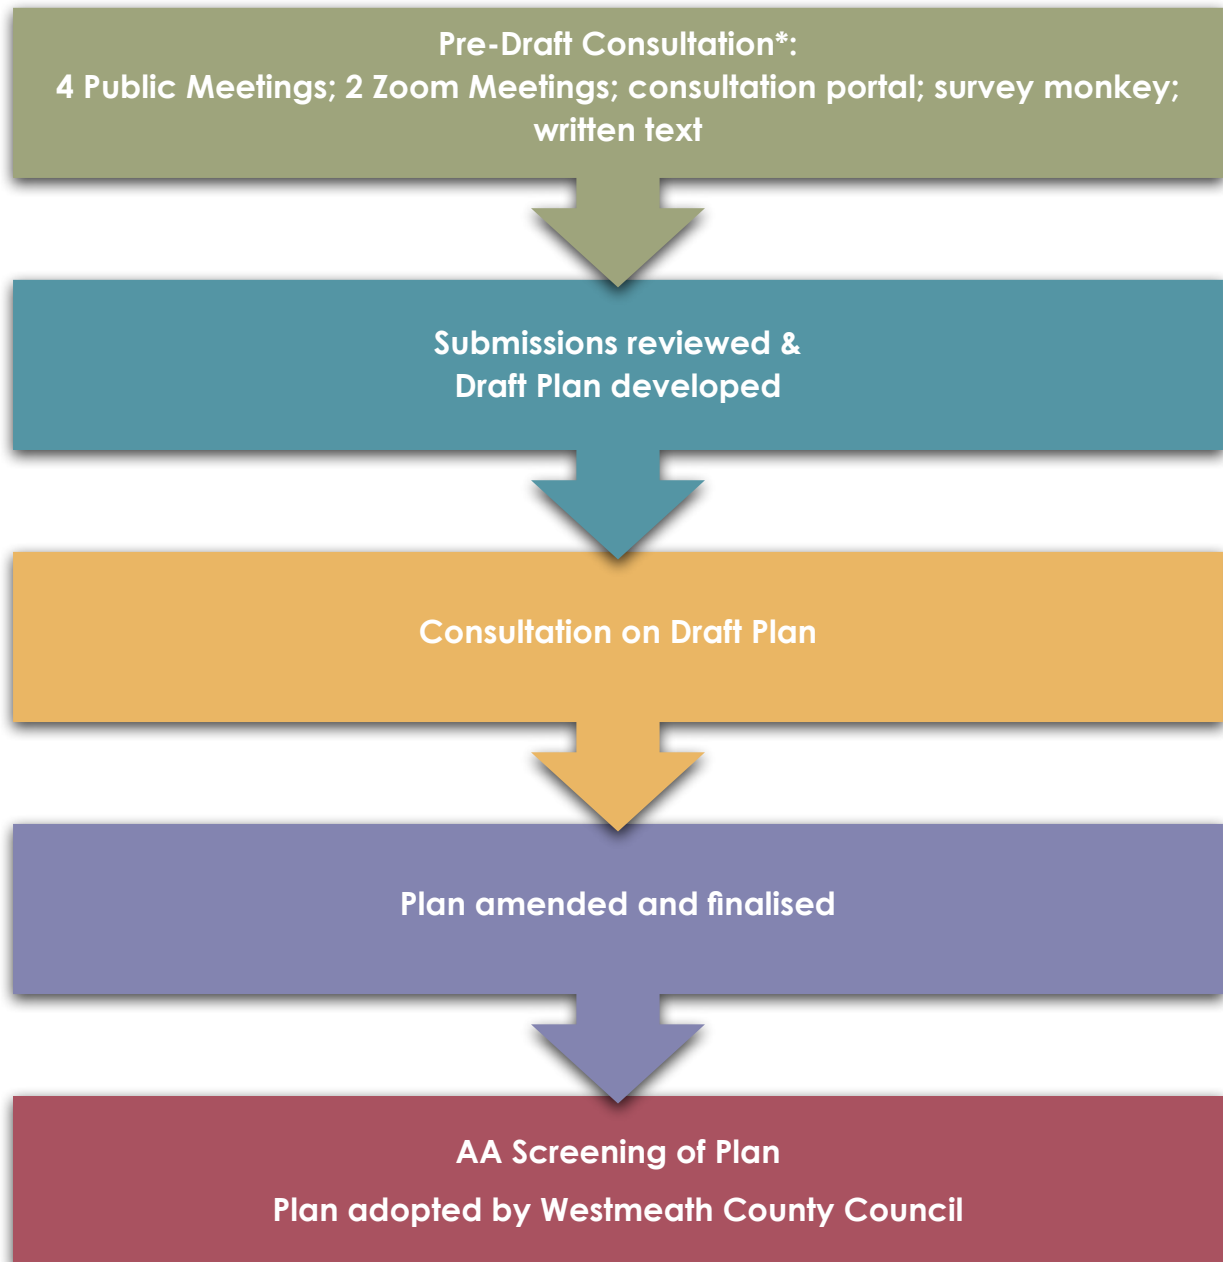 Pre-Draft Consultation*:
4 Public Meetings; 2 Zoom Meetings; consultation portal; survey monkey;
written text
Submissions reviewed &
Draft Plan developed
Consultation on Draft Plan
Plan amended and finalised
AA Screening of Plan
Plan adopted by Westmeath County Council